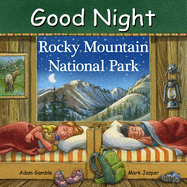 Good Night
Rocky Mountain
National Park
Adam Gamble
Mark Jasper